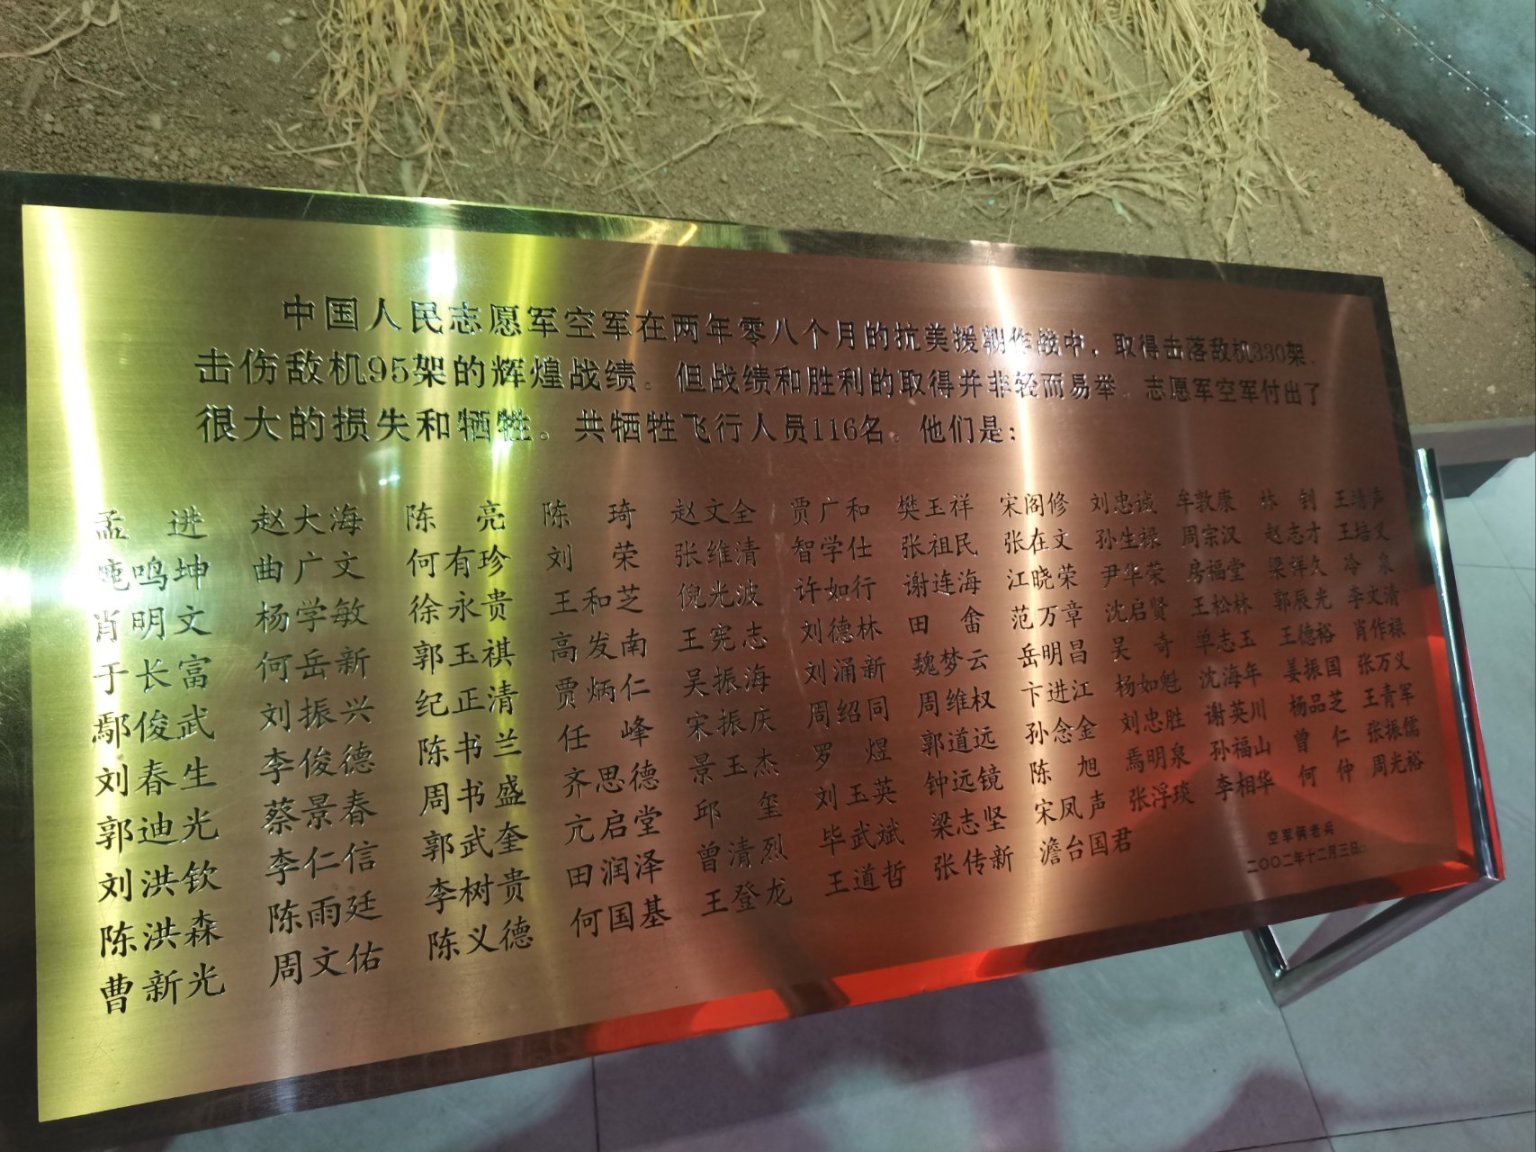 中国人民志愿军空军在两年零八个月的抗美援朝作战中，取得击落敌机330架、
击伤敌机95架的辉煌战绩。但战绩和胜利的取得并非轻而易举，志愿军空军付出了
很大的损失和牺牲。共牺牲飞行人员116名。他们是：
孟 进 赵大海 陈 亮 陈 琦 赵文全 贾广和 樊玉祥 宋阁修 刘忠诚 牟敦康 林 钊 王靖声
鸣坤 曲广文 何有珍 刘 荣 张维清 智学仕 张祖民 张在文 孙生禄 周宗汉 赵志才 王培义
肖明文 杨学敏 徐永贵 王和芝 倪光波 许如行 谢连海 江晓荣 尹华荣 房福堂 梁祥久 冷 泉
于长富 何岳新 郭玉祺 高发南 王宪志 刘德林 田 畲 范万章 沈启贤 王松林 郭辰光 李文清
鄢俊武 刘振兴 纪正清 贾炳仁 吴振海 刘涌新 魏梦云 岳明昌 吴 奇 单志玉 王德裕 肖作禄
刘春生 李俊德 陈书兰 任 峰 宋振庆 周绍同 周维权 卞进江 杨如魁 沈海年 姜振国 张万义
郭迪光 蔡景春 周书盛 齐思德 景玉杰 罗 煜 郭道远 孙念金 刘忠胜 谢英川 杨品芝 王青军
刘洪钦 李仁信 郭武奎 亢启堂 邱 玺 刘玉英 钟远镜 陈 旭 焉明泉 孙福山 曾 仁 张振儒
陈洪森 陈雨廷 李树贵 田润泽 曾清烈 毕武斌 梁志坚 宋凤声 张浮琰 李相华 何 仲 周光裕
曹新光 周文佑 陈义德 何国基 王登龙 王道哲 张传新 澹台国君
空军俩老兵
二〇〇二年十二月三日